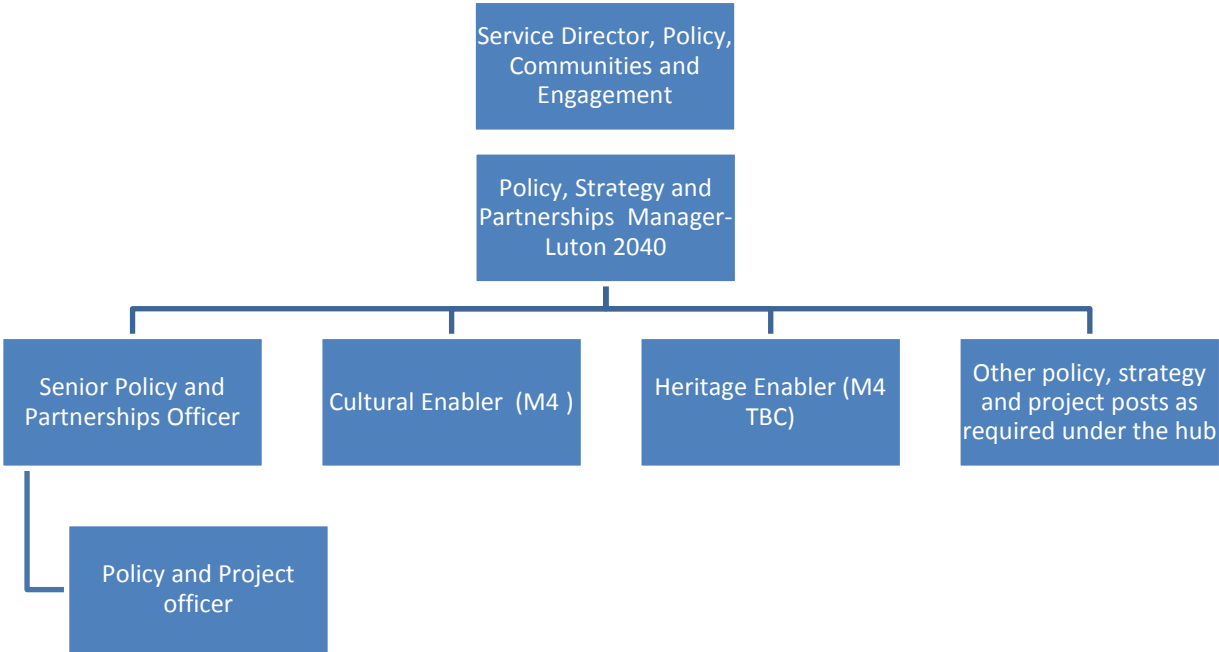 Service Director, Policy,
Communities and
Engagement
Policy, Strategy and
Partnerships Manager-
Luton 2040
Senior Policy and
Partnerships Officer
Cultural Enabler (M4 )
Heritage Enabler (M4
TBC)
Other policy, strategy
and project posts as
required under the hub
Policy and Project
officer